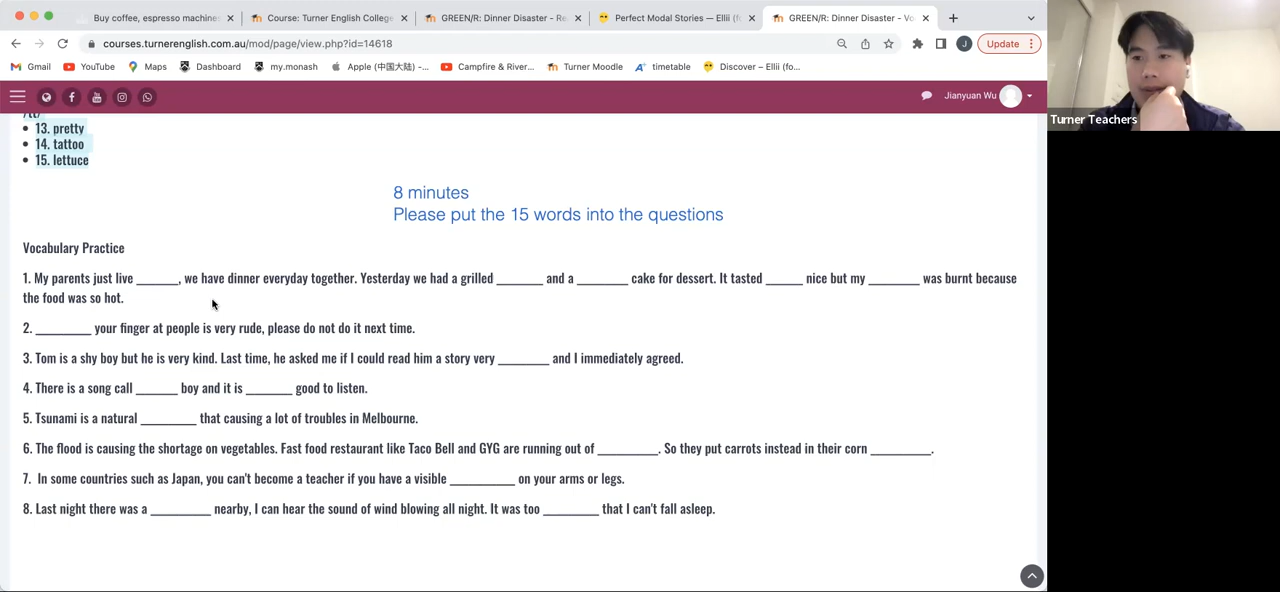 Buy coffee, espresso machine
Course: Turner English College
GREEN/R: Dinner Disaster - Re
Perfect Modal Stories — Ellii (f
GREEN/R: Dinner Disaster - Vo
courses.turnerenglish.com.au/mod/page/view.php?id=14618
J
Update
Gmail
YouTube
Maps
Dashboard
my.monash
Apple (中国大陆) -...
Campfire & River...
Turner Moodle
timetable
Discover – Ellii (fo...
Jianyuan Wu
Turner Teachers
13. pretty
14. tattoo
15. lettuce
8 minutes
Please put the 15 words into the questions
Vocabulary Practice
1. My parents just live ______, we have dinner everyday together. Yesterday we had a grilled _______ and a ________ cake for dessert. It tasted _____ nice but my ________ was burnt because
the food was so hot.
2. _________ your finger at people is very rude, please do not do it next time.
3. Tom is a shy boy but he is very kind. Last time, he asked me if I could read him a story very ________ and I immediately agreed.
4. There is a song call ______ boy and it is _______ good to listen.
5. Tsunami is a natural _________ that causing a lot of troubles in Melbourne.
6. The flood is causing the shortage on vegetables. Fast food restaurant like Taco Bell and GYG are running out of _________. So they put carrots instead in their corn _________.
7. In some countries such as Japan, you can't become a teacher if you have a visible __________ on your arms or legs.
8. Last night there was a _________ nearby, I can hear the sound of wind blowing all night. It was too ________ that I can't fall asleep.